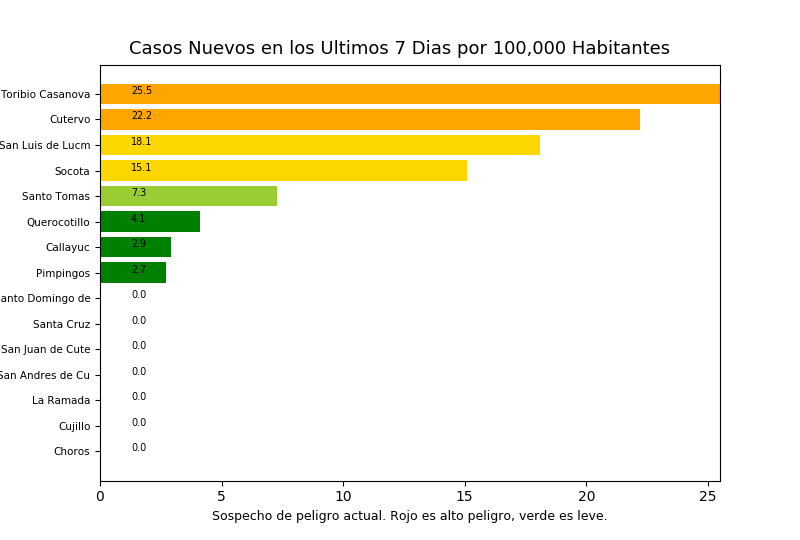 Casos Nuevos en los Ultimos 7 Dias por 100,000 Habitantes
Toribio Casanova 25.5
Cutervo 22.2
San Luis de Lucm 18.1
Socota 15.1
Santo Tomas 7.3
Querocotillo 4.1
Callayuc 2.9
Pimpingos 2.7
anto Domingo de 0.0
Santa Cruz 0.0
San Juan de Cute 0.0
San Andres de Cu 0.0
La Ramada 0.0
Cujillo 0.0
Choros 0.0
0 5 10 15 20 25
Sospecho de peligro actual. Rojo es alto peligro, verde es leve.